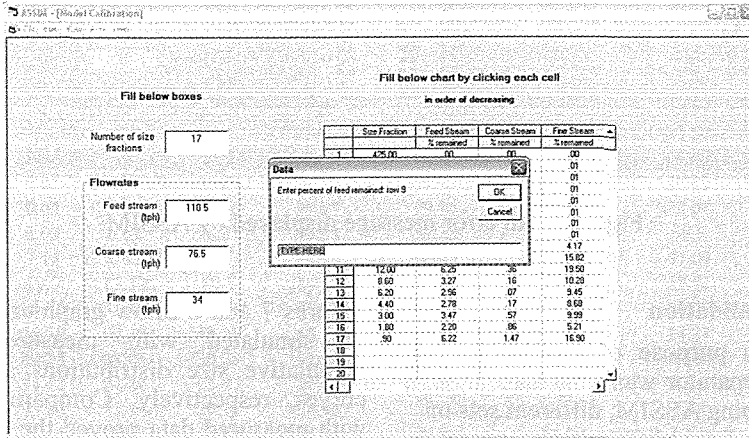 [Model Calibration]
Fill below boxes
Number of size fractions 17
Flowrates
Feed stream (tph) 110.5
Coarse stream (tph) 76.5
Fine stream (tph) 34
Fill below chart by clicking each cell
in order of decreasing
Size Fraction Feed Stream Coarse Stream Fine Stream
% remained % remained % remained
1 425.00 .00 .00 .00
.01
.01
.01
.01
.01
.01
.01
4.17
15.82
11 12.00 6.25 .36 19.50
12 8.60 3.27 .16 10.28
13 6.20 2.96 .07 9.45
14 4.40 2.78 .17 8.68
15 3.00 3.47 .57 9.99
16 1.80 2.20 .86 5.21
17 .90 6.22 1.47 16.90
18
19
20
Data
Enter percent of feed remained: row 9
OK
Cancel
TYPE HERE